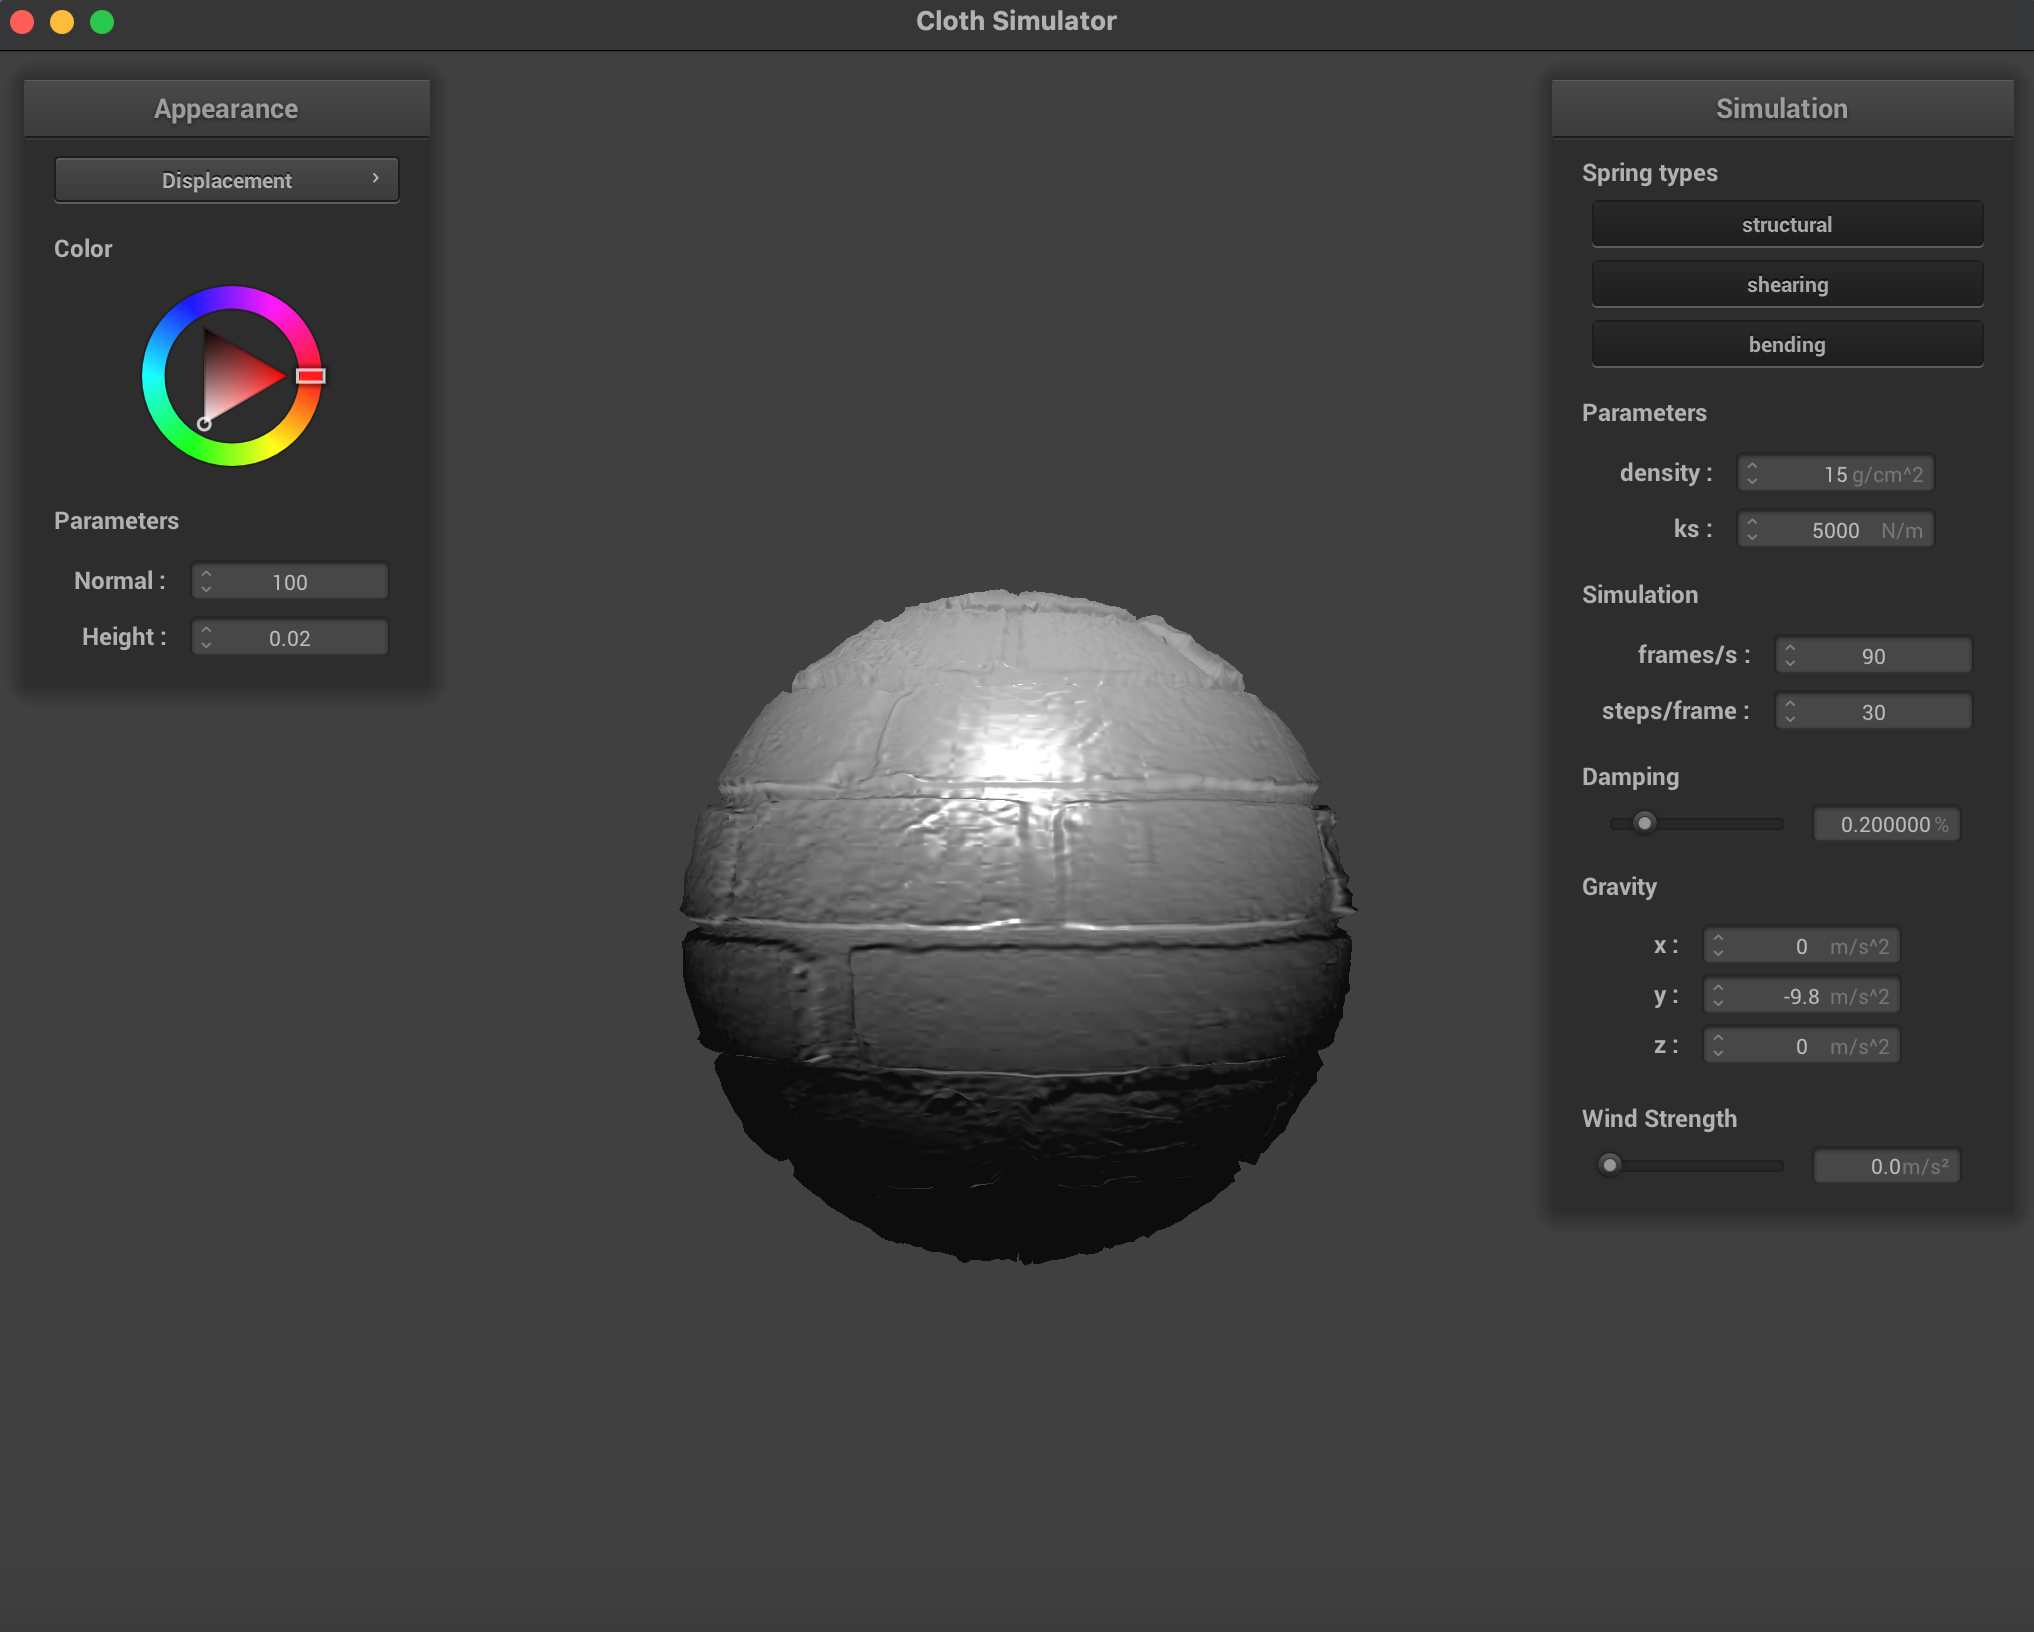 Cloth Simulator
Appearance
Displacement
Color
Parameters
Normal : 100
Height : 0.02
Simulation
Spring types
structural
shearing
bending
Parameters
density : 15 g/cm^2
ks : 5000 N/m
Simulation
frames/s : 90
steps/frame : 30
Damping
0.200000 %
Gravity
x : 0 m/s^2
y : -9.8 m/s^2
z : 0 m/s^2
Wind Strength
0.0 m/s²